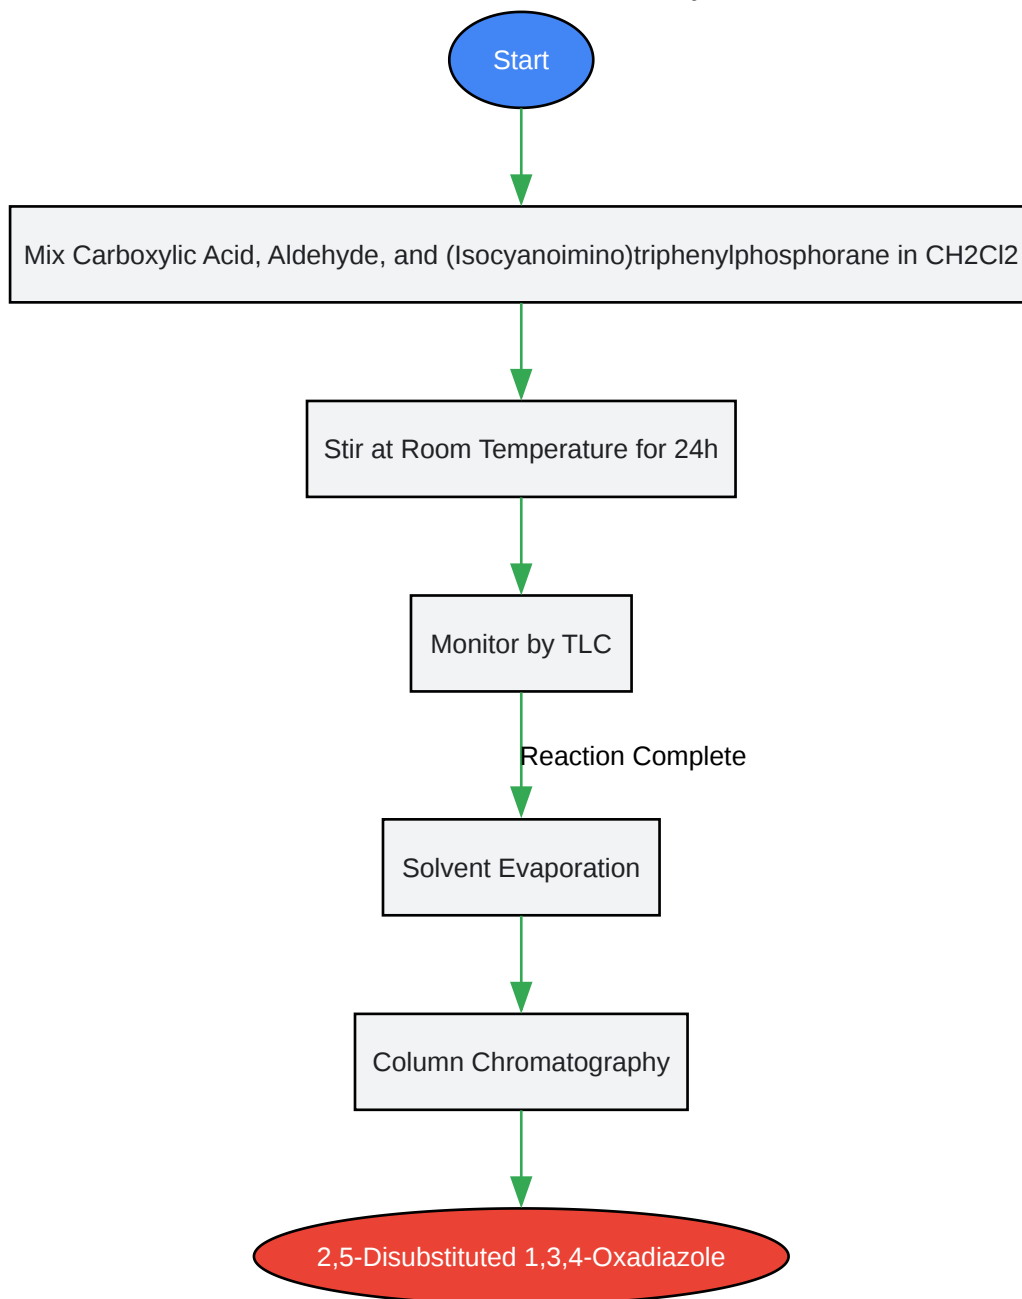 Start
Mix Carboxylic Acid, Aldehyde, and (Isocyanoimino)triphenylphosphorane in CH2Cl2
Stir at Room Temperature for 24h
Monitor by TLC
Reaction Complete
Solvent Evaporation
Column Chromatography
2,5-Disubstituted 1,3,4-Oxadiazole